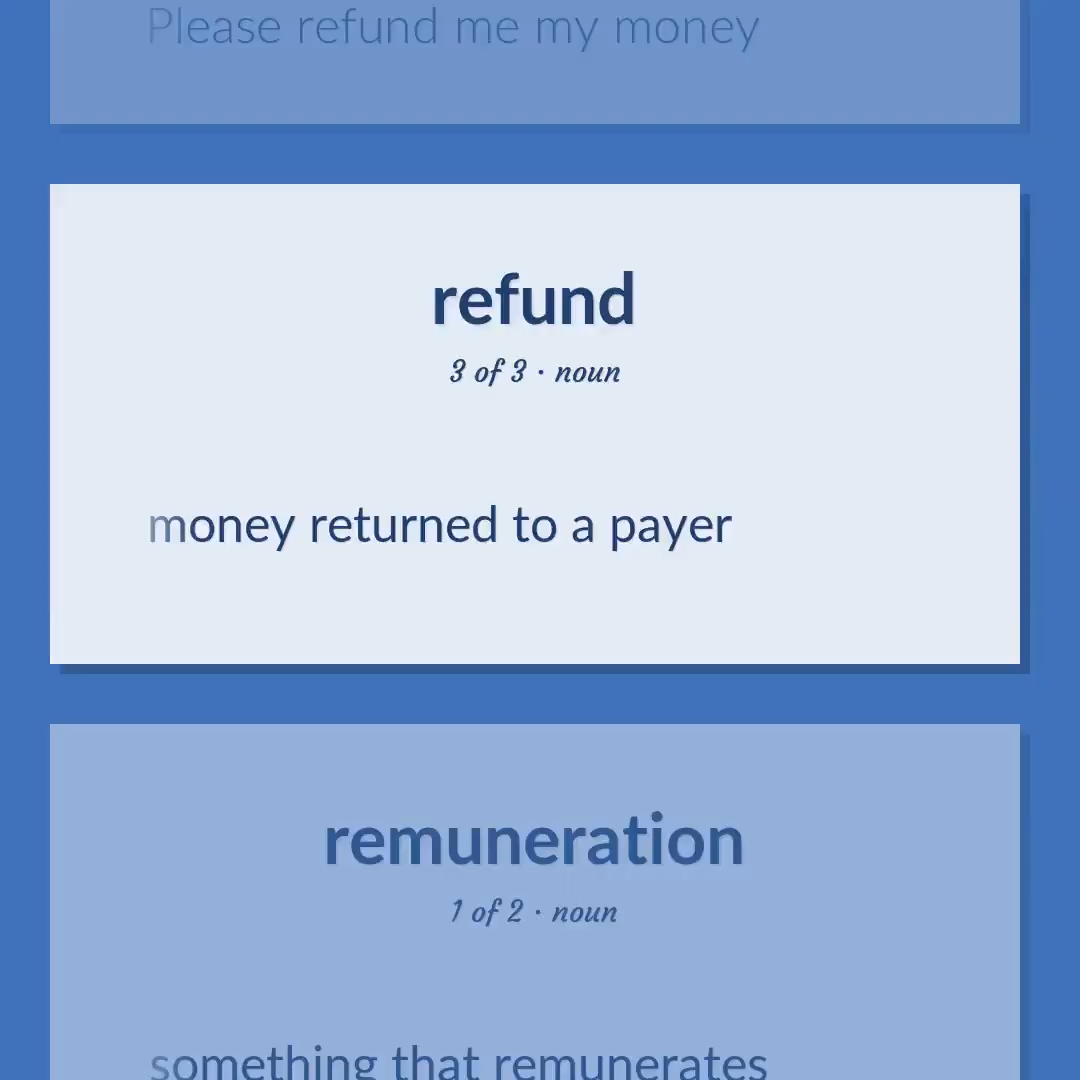 Please refund me my money
refund
3 of 3 · noun
money returned to a payer
remuneration
1 of 2 · noun
something that remunerates